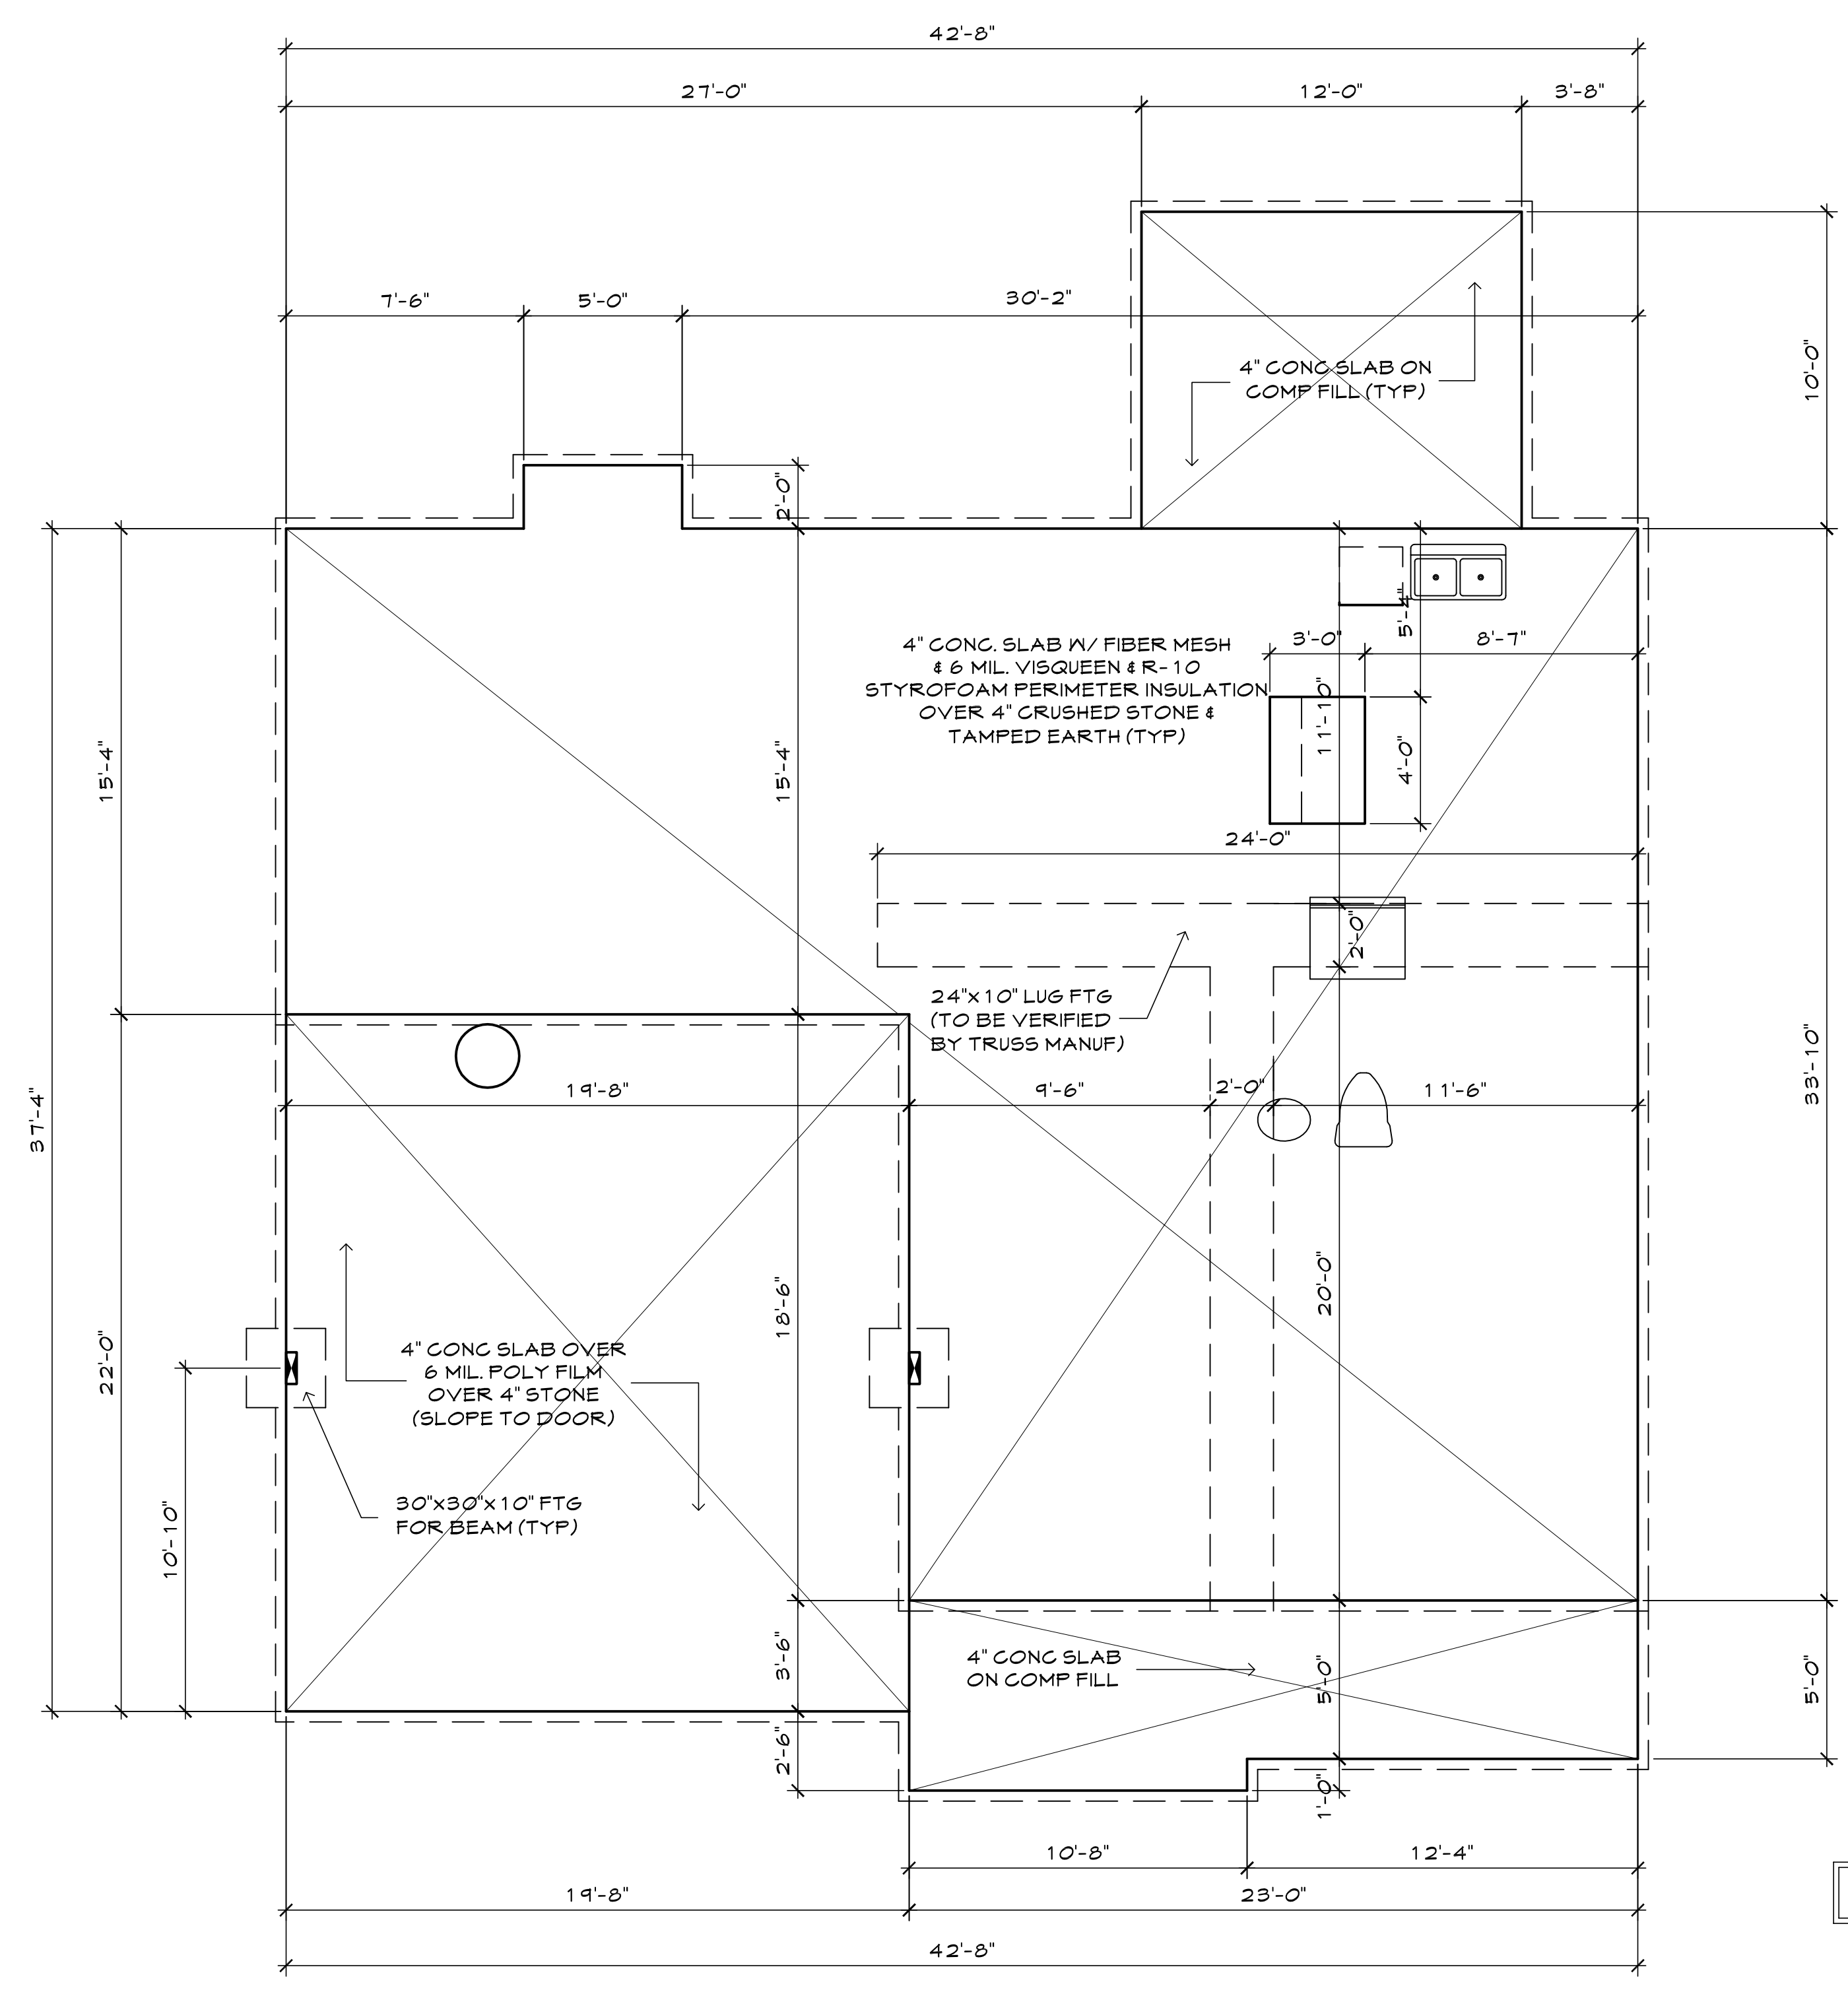 42'-8"
27'-0"
12'-0"
3'-8"
7'-6"
5'-0"
30'-2"
10'-0"
4" CONC SLAB ON
COMP FILL (TYP)
2'-0"
5'-4"
3'-0"
8'-7"
4" CONC. SLAB W/ FIBER MESH
& 6 MIL. VISQUEEN & R-10
STYROFOAM PERIMETER INSULATION
OVER 4" CRUSHED STONE &
TAMPED EARTH (TYP)
11'-10"
4'-0"
15'-4"
15'-4"
24'-0"
2'-0"
24"x10" LUG FTG
(TO BE VERIFIED
BY TRUSS MANUF)
37'-4"
33'-10"
19'-8"
9'-6"
2'-0"
11'-6"
20'-0"
18'-6"
22'-0"
4" CONC SLAB OVER
6 MIL. POLY FILM
OVER 4" STONE
(SLOPE TO DOOR)
10'-10"
30"x30"x10" FTG
FOR BEAM (TYP)
3'-6"
4" CONC SLAB
ON COMP FILL
5'-0"
5'-0"
2'-6"
1'-0"
10'-8"
12'-4"
19'-8"
23'-0"
42'-8"